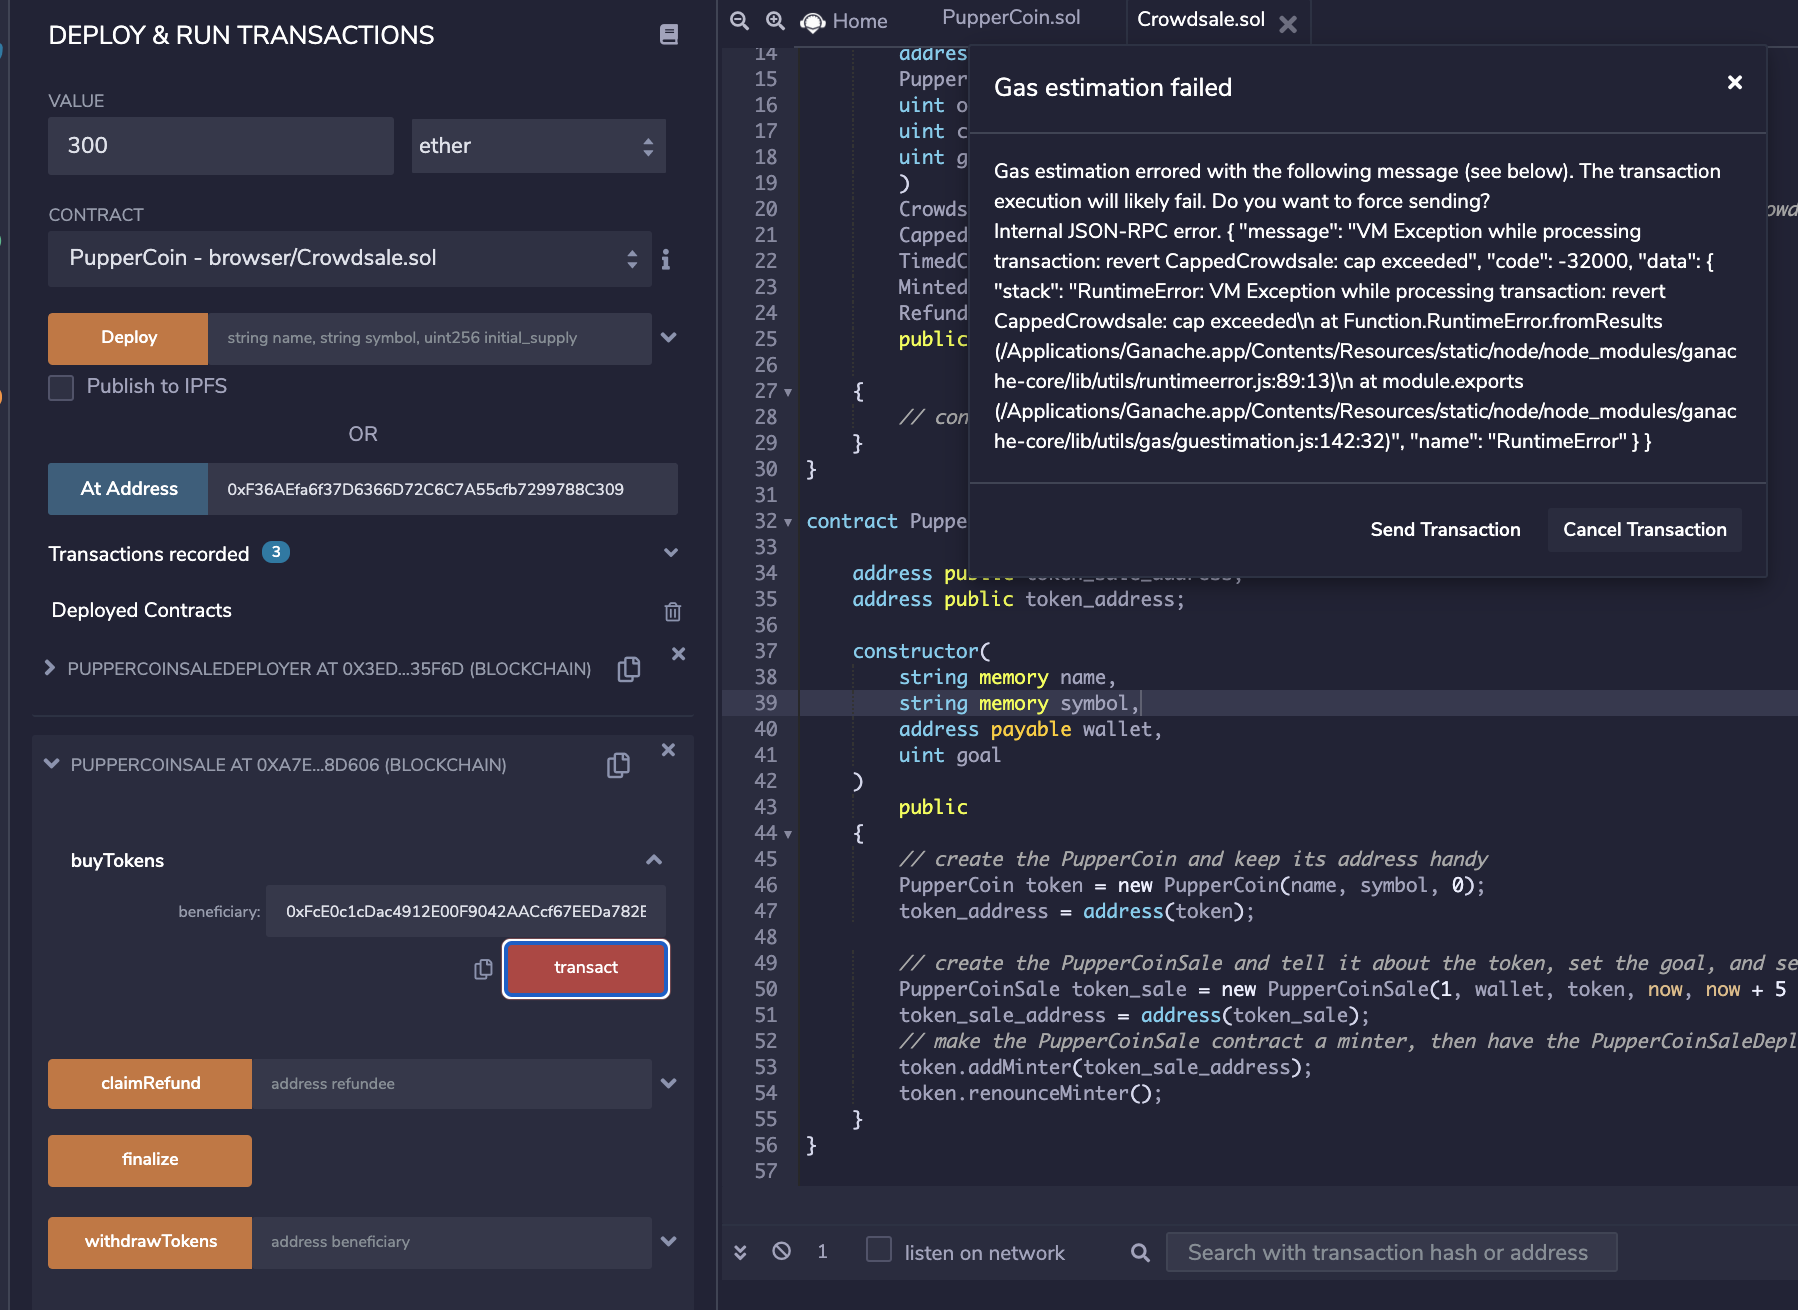 DEPLOY & RUN TRANSACTIONS
VALUE
300
ether
CONTRACT
PupperCoin - browser/Crowdsale.sol
Deploy
string name, string symbol, uint256 initial_supply
Publish to IPFS
OR
At Address
0xF36AEfa6f37D6366D72C6C7A55cfb7299788C309
Transactions recorded 3
Deployed Contracts
PUPPERCOINSALEDEPLOYER AT 0X3ED...35F6D (BLOCKCHAIN)
PUPPERCOINSALE AT 0XA7E...8D606 (BLOCKCHAIN)
buyTokens
beneficiary: 0xFcE0c1cDac4912E00F9042AACcf67EEDa782E
transact
claimRefund
address refundee
finalize
withdrawTokens
address beneficiary
Home
PupperCoin.sol
Crowdsale.sol
14 addres
15 Pupper
16 uint o
17 uint c
18 uint g
19 )
20 Crowds
21 Capped
22 TimedC
23 Minted
24 Refund
25 public
26
27 {
28 // con
29 }
30 }
31
32 contract Puppe
33
34 address public token_sale_address;
35 address public token_address;
36
37 constructor(
38 string memory name,
39 string memory symbol,
40 address payable wallet,
41 uint goal
42 )
43 public
44 {
45 // create the PupperCoin and keep its address handy
46 PupperCoin token = new PupperCoin(name, symbol, 0);
47 token_address = address(token);
48
49 // create the PupperCoinSale and tell it about the token, set the goal, and se
50 PupperCoinSale token_sale = new PupperCoinSale(1, wallet, token, now, now + 5
51 token_sale_address = address(token_sale);
52 // make the PupperCoinSale contract a minter, then have the PupperCoinSaleDepl
53 token.addMinter(token_sale_address);
54 token.renounceMinter();
55 }
56 }
57
Gas estimation failed
Gas estimation errored with the following message (see below). The transaction
execution will likely fail. Do you want to force sending?
Internal JSON-RPC error. { "message": "VM Exception while processing
transaction: revert CappedCrowdsale: cap exceeded", "code": -32000, "data": {
"stack": "RuntimeError: VM Exception while processing transaction: revert
CappedCrowdsale: cap exceeded\n at Function.RuntimeError.fromResults
(/Applications/Ganache.app/Contents/Resources/static/node/node_modules/ganac
he-core/lib/utils/runtimeerror.js:89:13)\n at module.exports
(/Applications/Ganache.app/Contents/Resources/static/node/node_modules/ganac
he-core/lib/utils/gas/guestimation.js:142:32)", "name": "RuntimeError" } }
Send Transaction
Cancel Transaction
owd
1
listen on network
Search with transaction hash or address